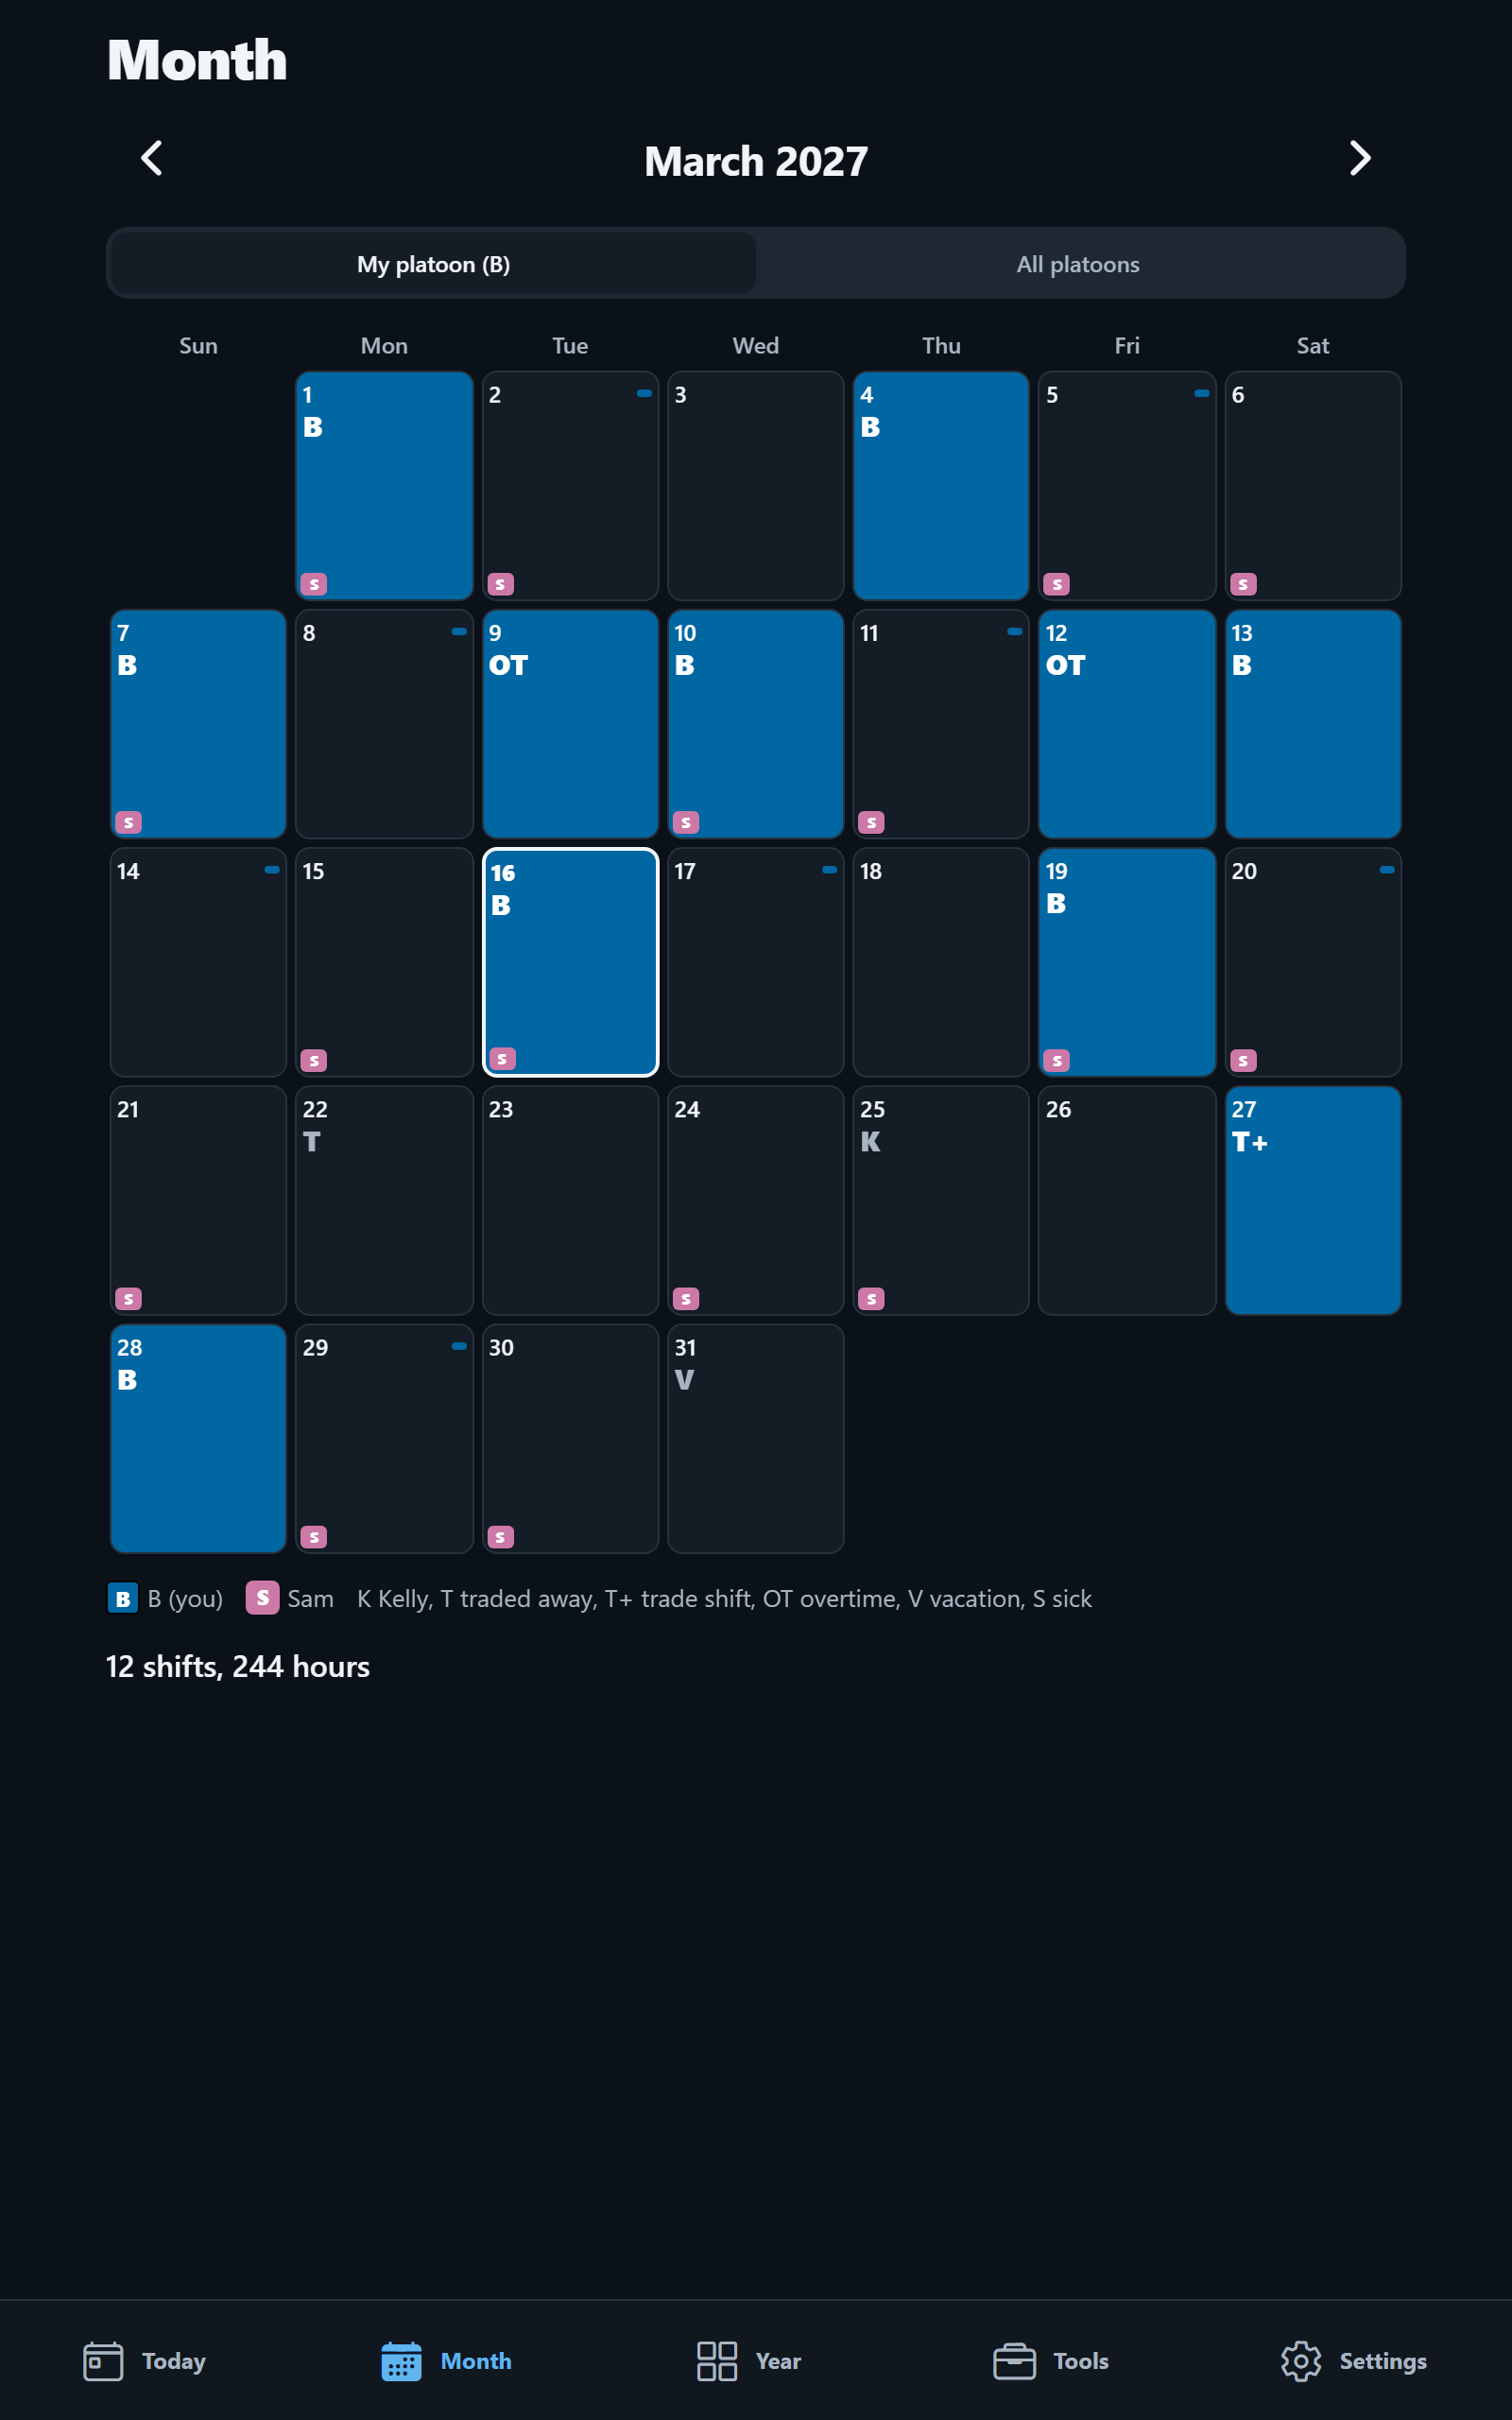 Month
March 2027
My platoon (B) All platoons
Sun Mon Tue Wed Thu Fri Sat
1 2 3 4 5 6
B B
S S S S
7 8 9 10 11 12 13
B OT B OT B
S S S
14 15 16 17 18 19 20
B B
S S S S
21 22 23 24 25 26 27
T K T+
S S S
28 29 30 31
B V
S S
B B (you) S Sam K Kelly, T traded away, T+ trade shift, OT overtime, V vacation, S sick
12 shifts, 244 hours
Today Month Year Tools Settings